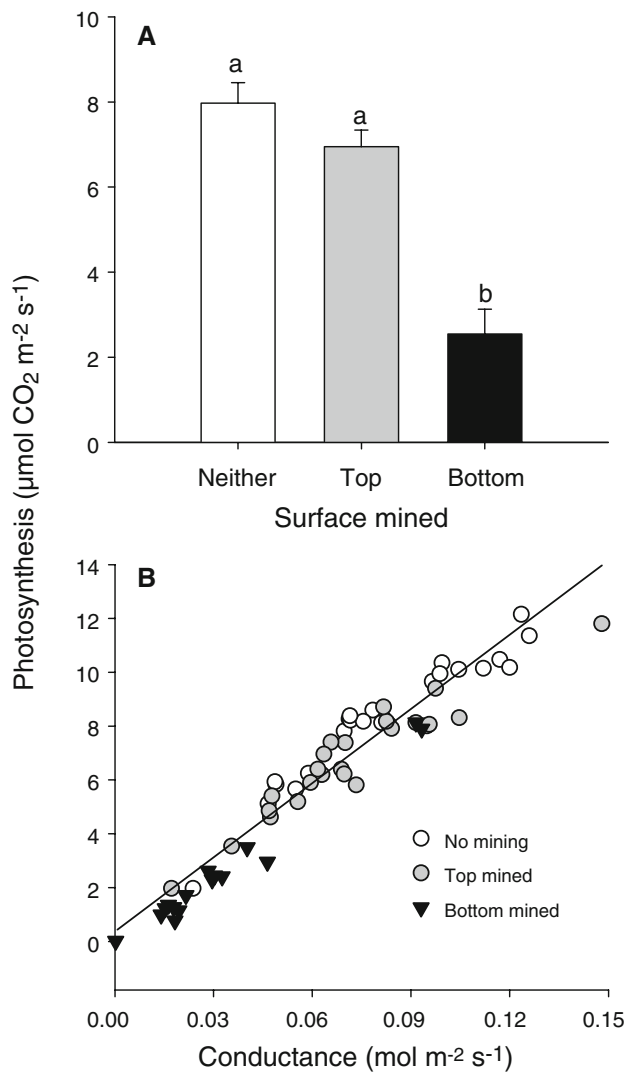 Photosynthesis (µmol CO2 m-2 s-1)
A
10
8
6
4
2
0
a
a
b
Neither Top Bottom
Surface mined
B
14
12
10
8
6
4
2
0
No mining
Top mined
Bottom mined
0.00 0.03 0.06 0.09 0.12 0.15
Conductance (mol m-2 s-1)